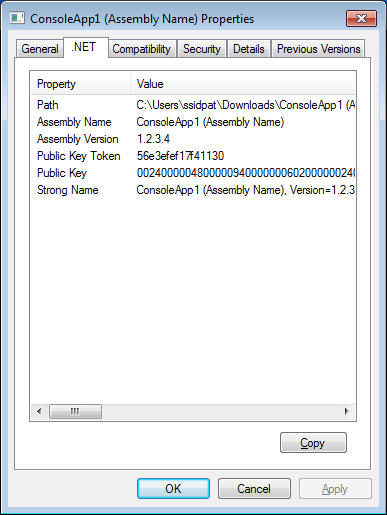 ConsoleApp1 (Assembly Name) Properties
General .NET Compatibility Security Details Previous Versions
Property Value
Path C:\Users\ssidpat\Downloads\ConsoleApp1 (A
Assembly Name ConsoleApp1 (Assembly Name)
Assembly Version 1.2.3.4
Public Key Token 56e3efef17f41130
Public Key 0024000004800000940000000602000000240
Strong Name ConsoleApp1 (Assembly Name), Version=1.2.3
Copy
OK Cancel Apply